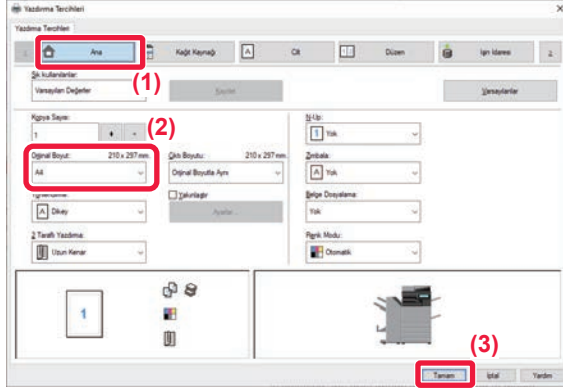 Yazdırma Tercihleri
Yazdırma Tercihleri
Ana
Kağıt Kaynağı
Cilt
Düzen
İşin İdaresi
(1)
Sık kullanılanlar:
Varsayılan Değerler
Kaydet
Varsayılanlar
Kopya Sayısı:
(2)
1
Orijinal Boyut: 210 x 297 mm.
A4
Çıktı Boyutu: 210 x 297 mm.
Orijinal Boyutla Aynı
Yönlendirme:
Dikey
Yakınlaştır
Ayarlar...
2 Taraflı Yazdırma:
Uzun Kenar
N-Up:
1 Yok
Zımbala:
Yok
Belge Dosyalama:
Yok
Renk Modu:
Otomatik
1
(3)
Tamam
İptal
Yardım